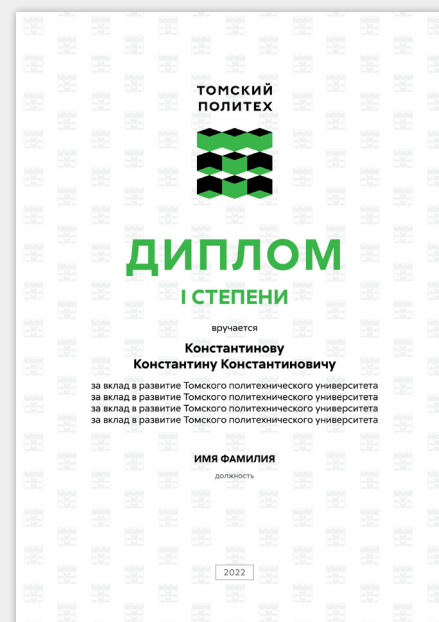 ТОМСКИЙ
ПОЛИТЕХ
ДИПЛОМ
I СТЕПЕНИ
вручается
Константинову
Константину Константиновичу
за вклад в развитие Томского политехнического университета
за вклад в развитие Томского политехнического университета
за вклад в развитие Томского политехнического университета
за вклад в развитие Томского политехнического университета
ИМЯ ФАМИЛИЯ
должность
2022